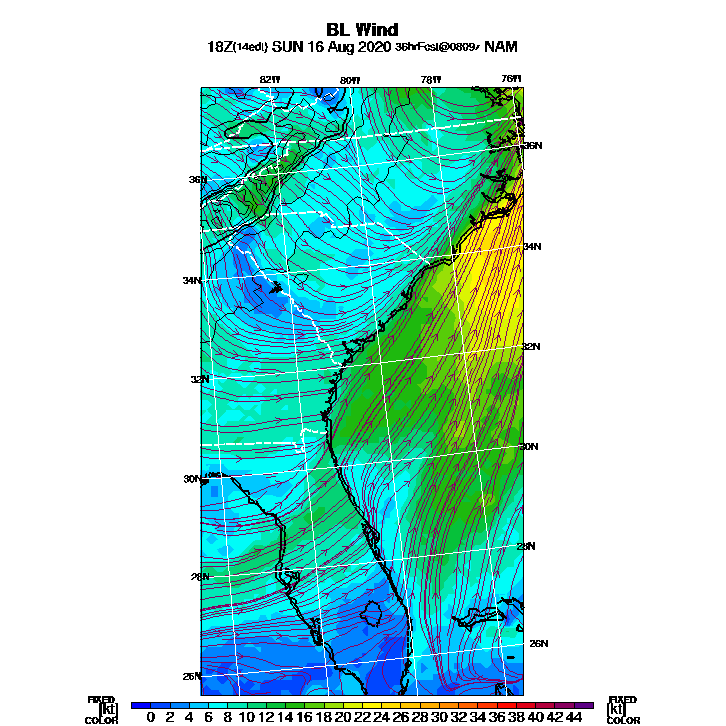 BL Wind
18Z(14edt) SUN 16 Aug 2020 36hrFcst@0809z NAM
82W 80W 78W 76W
36N
36N
34N
34N
32N
32N
30N
30N
28N
28N
26N
26N
FIXED FIXED
[kt] 0 2 4 6 8 10 12 14 16 18 20 22 24 26 28 30 32 34 36 38 40 42 44 [kt]
COLOR COLOR